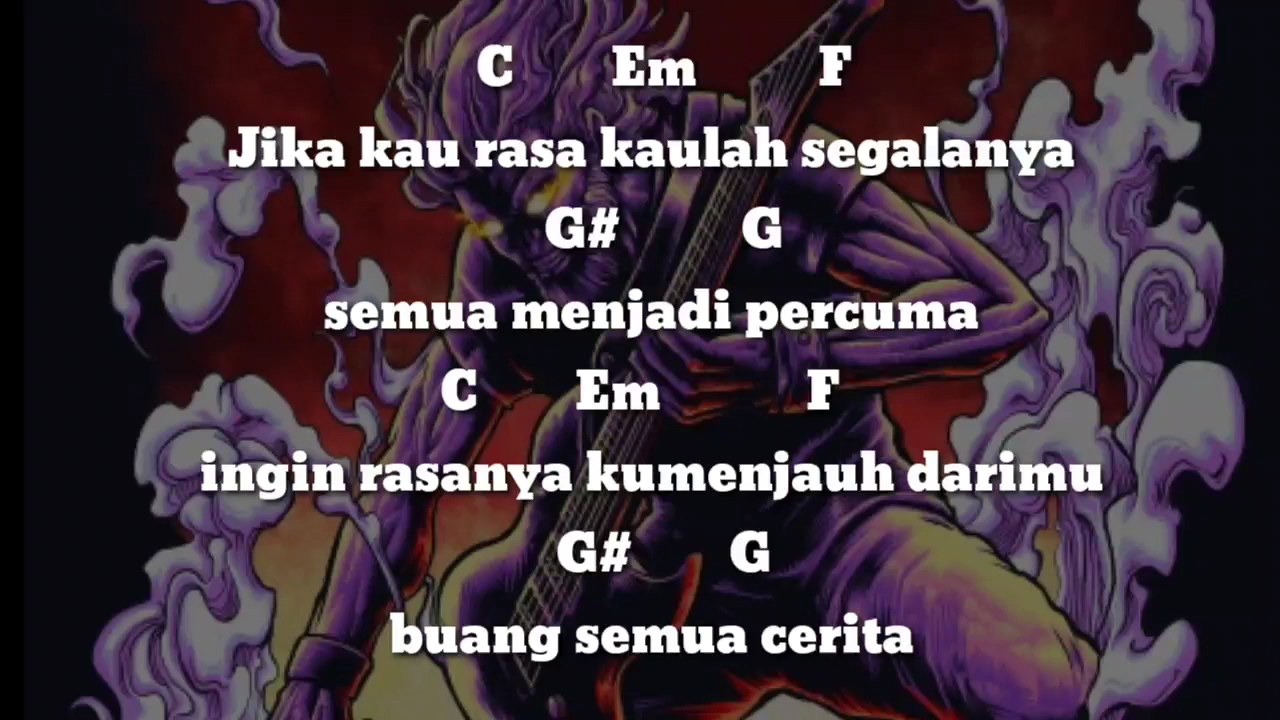 C Em F
Jika kau rasa kaulah segalanya
G# G
semua menjadi percuma
C Em F
ingin rasanya kumenjauh darimu
G# G
buang semua cerita